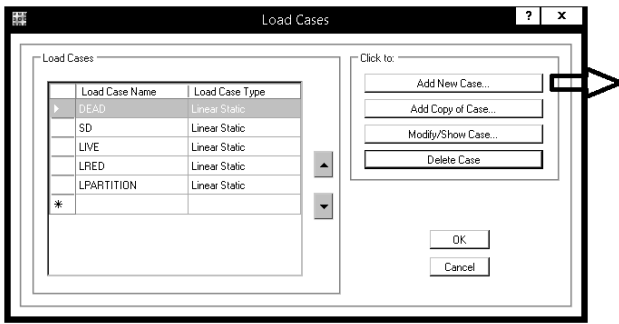 Load Cases
? x
Load Cases
Click to:
Load Case Name Load Case Type
DEAD Linear Static
SD Linear Static
LIVE Linear Static
LRED Linear Static
LPARTITION Linear Static
*
Add New Case...
Add Copy of Case...
Modify/Show Case...
Delete Case
OK
Cancel